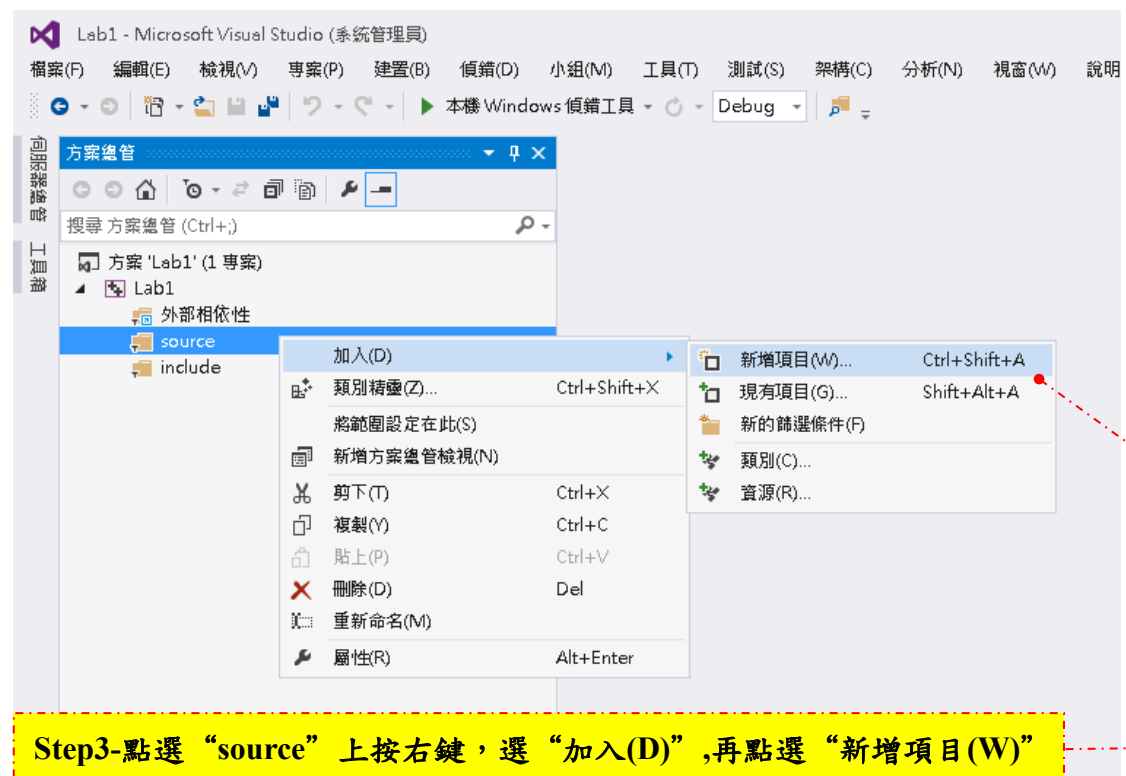 Lab1 - Microsoft Visual Studio (系統管理員)
檔案(F) 編輯(E) 檢視(V) 專案(P) 建置(B) 偵錯(D) 小組(M) 工具(T) 測試(S) 架構(C) 分析(N) 視窗(W) 說明
本機 Windows 偵錯工具 Debug
伺服器總管
工具箱
方案總管
搜尋 方案總管 (Ctrl+;)
方案 'Lab1' (1 專案)
Lab1
外部相依性
source
include
加入(D)
類別精靈(Z)... Ctrl+Shift+X
將範圍設定在此(S)
新增方案總管檢視(N)
剪下(T) Ctrl+X
複製(Y) Ctrl+C
貼上(P) Ctrl+V
刪除(D) Del
重新命名(M)
屬性(R) Alt+Enter
新增項目(W)... Ctrl+Shift+A
現有項目(G)... Shift+Alt+A
新的篩選條件(F)
類別(C)...
資源(R)...
Step3-點選“source”上按右鍵，選“加入(D)”,再點選“新增項目(W)”